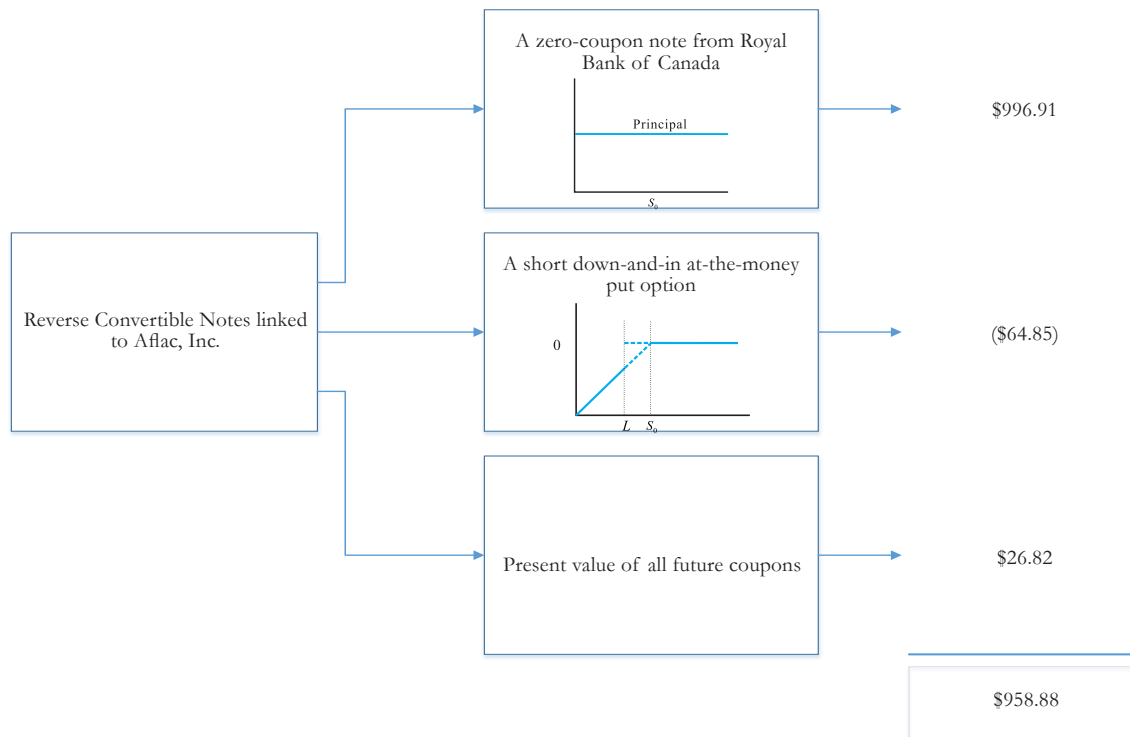 A zero-coupon note from Royal
Bank of Canada
Principal
S₀
$996.91
Reverse Convertible Notes linked
to Aflac, Inc.
A short down-and-in at-the-money
put option
0
L S₀
($64.85)
Present value of all future coupons
$26.82
$958.88